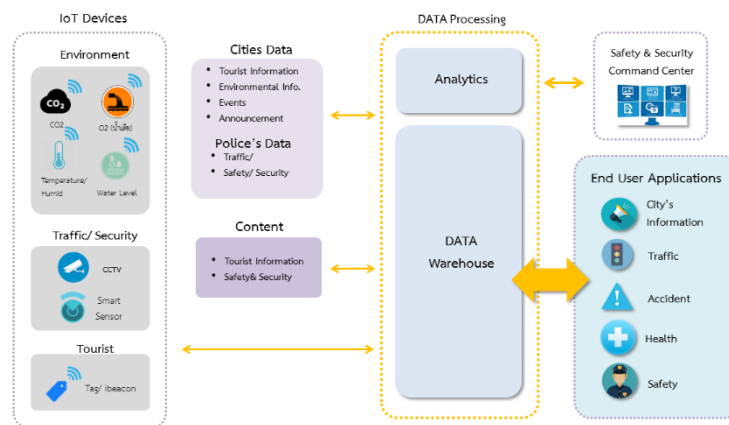 IoT Devices
Environment
CO2
CO2
O2 (น้ำเสีย)
Temperature/
Humid
Water Level
Traffic/ Security
CCTV
Smart
Sensor
Tourist
Tag/ ibeacon
Cities Data
• Tourist Information
• Environmental Info.
• Events
• Announcement
Police's Data
• Traffic/
• Safety/ Security
Content
• Tourist Information
• Safety& Security
DATA Processing
Analytics
DATA
Warehouse
Safety & Security
Command Center
End User Applications
City's
Information
Traffic
Accident
Health
Safety